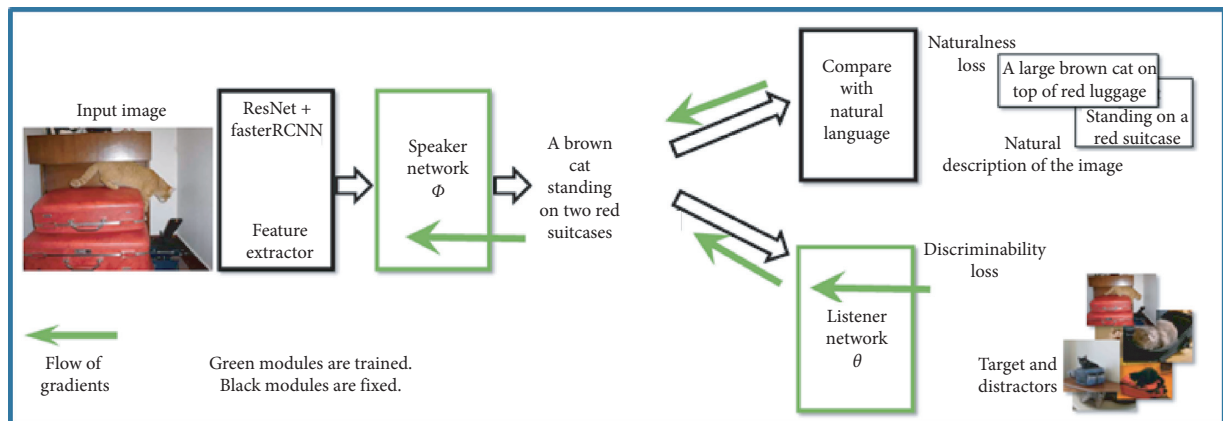 Input image
ResNet +
fasterRCNN
Feature
extractor
Speaker
network
Φ
A brown
cat
standing
on two red
suitcases
Compare
with
natural
language
Naturalness
loss
A large brown cat on
top of red luggage
Standing on a
red suitcase
Natural
description of the image
Discriminability
loss
Listener
network
θ
Target and
distractors
Flow of
gradients
Green modules are trained.
Black modules are fixed.